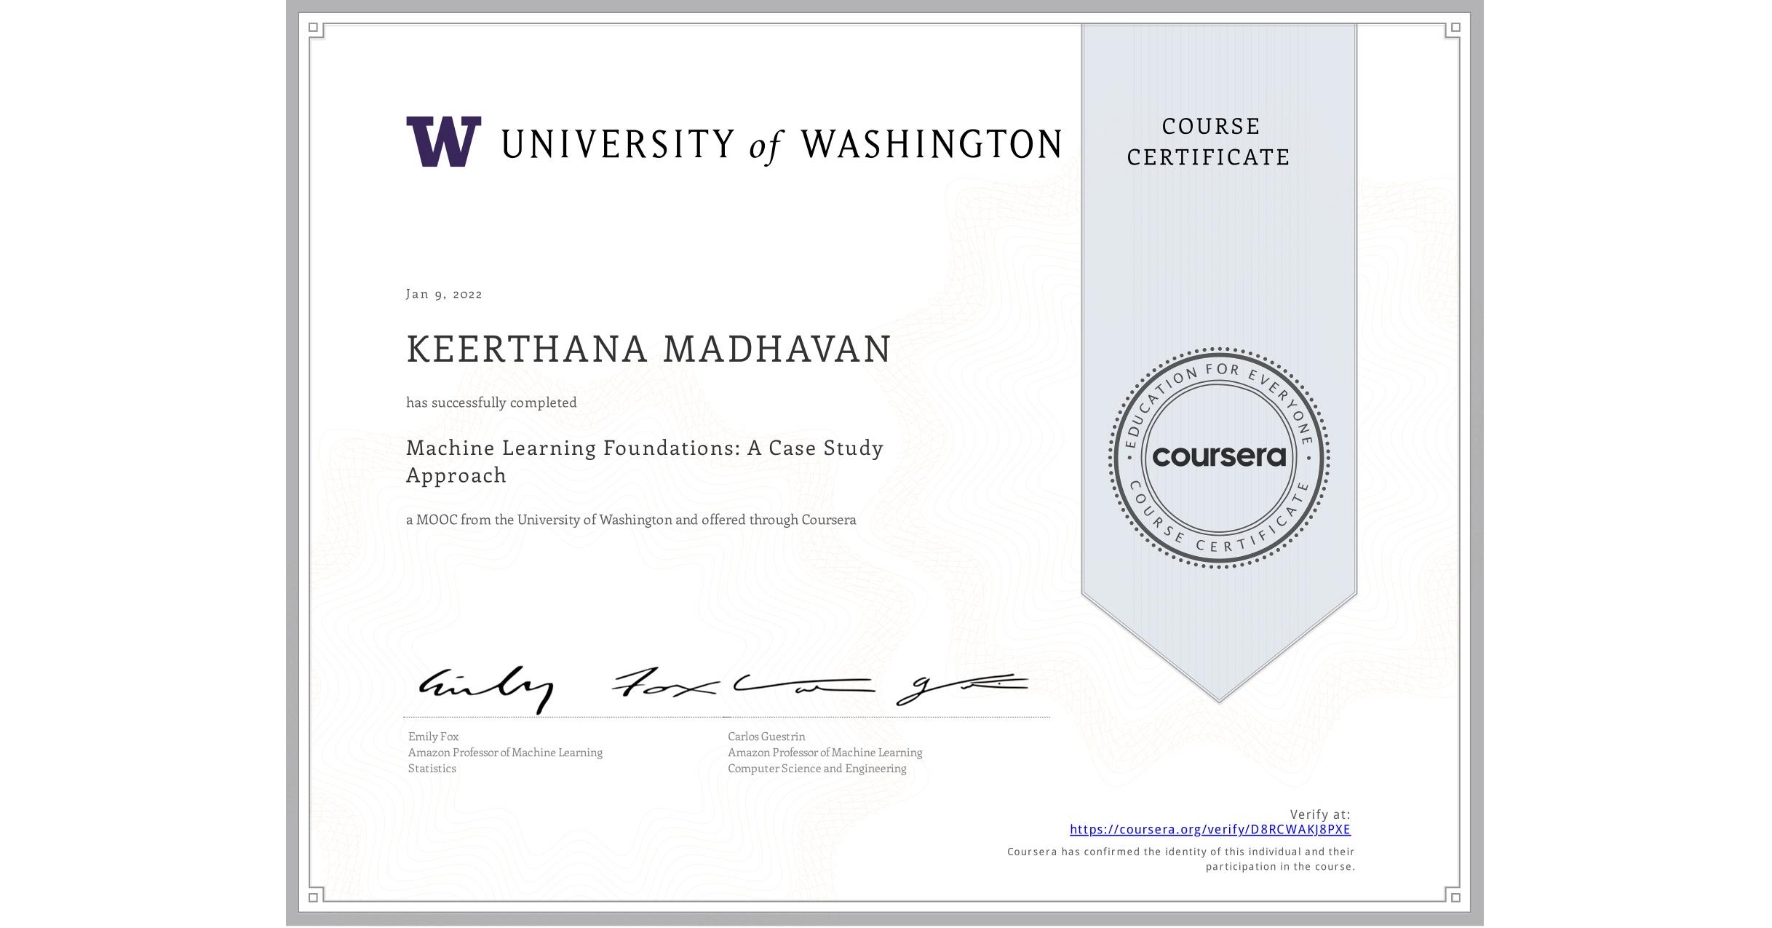 W UNIVERSITY of WASHINGTON
COURSE
CERTIFICATE
Jan 9, 2022
KEERTHANA MADHAVAN
has successfully completed
Machine Learning Foundations: A Case Study
Approach
a MOOC from the University of Washington and offered through Coursera
EDUCATION FOR EVERYONE
coursera
COURSE CERTIFICATE
Emily Fox
Emily Fox
Amazon Professor of Machine Learning
Statistics
Carlos Guestrin
Amazon Professor of Machine Learning
Computer Science and Engineering
Verify at:
https://coursera.org/verify/D8RCWAKJ8PXE
Coursera has confirmed the identity of this individual and their
participation in the course.